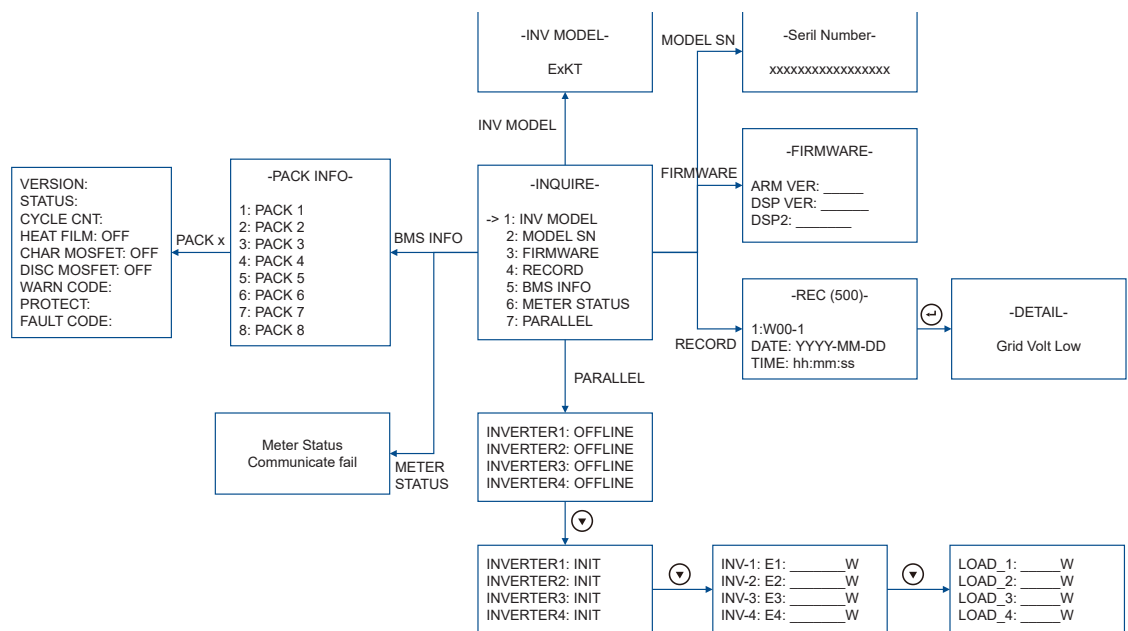 -INV MODEL-
ExKT
MODEL SN
-Seril Number-
xxxxxxxxxxxxxxxxx
INV MODEL
VERSION:
STATUS:
CYCLE CNT:
HEAT FILM: OFF
CHAR MOSFET: OFF
DISC MOSFET: OFF
WARN CODE:
PROTECT:
FAULT CODE:
PACK x
-PACK INFO-
1: PACK 1
2: PACK 2
3: PACK 3
4: PACK 4
5: PACK 5
6: PACK 6
7: PACK 7
8: PACK 8
BMS INFO
-INQUIRE-
-> 1: INV MODEL
2: MODEL SN
3: FIRMWARE
4: RECORD
5: BMS INFO
6: METER STATUS
7: PARALLEL
FIRMWARE
-FIRMWARE-
ARM VER: _____
DSP VER: ______
DSP2: ________
RECORD
-REC (500)-
1:W00-1
DATE: YYYY-MM-DD
TIME: hh:mm:ss
-DETAIL-
Grid Volt Low
PARALLEL
Meter Status
Communicate fail
METER
STATUS
INVERTER1: OFFLINE
INVERTER2: OFFLINE
INVERTER3: OFFLINE
INVERTER4: OFFLINE
INVERTER1: INIT
INVERTER2: INIT
INVERTER3: INIT
INVERTER4: INIT
INV-1: E1: _______W
INV-2: E2: _______W
INV-3: E3: _______W
INV-4: E4: _______W
LOAD_1: _____W
LOAD_2: _____W
LOAD_3: _____W
LOAD_4: _____W